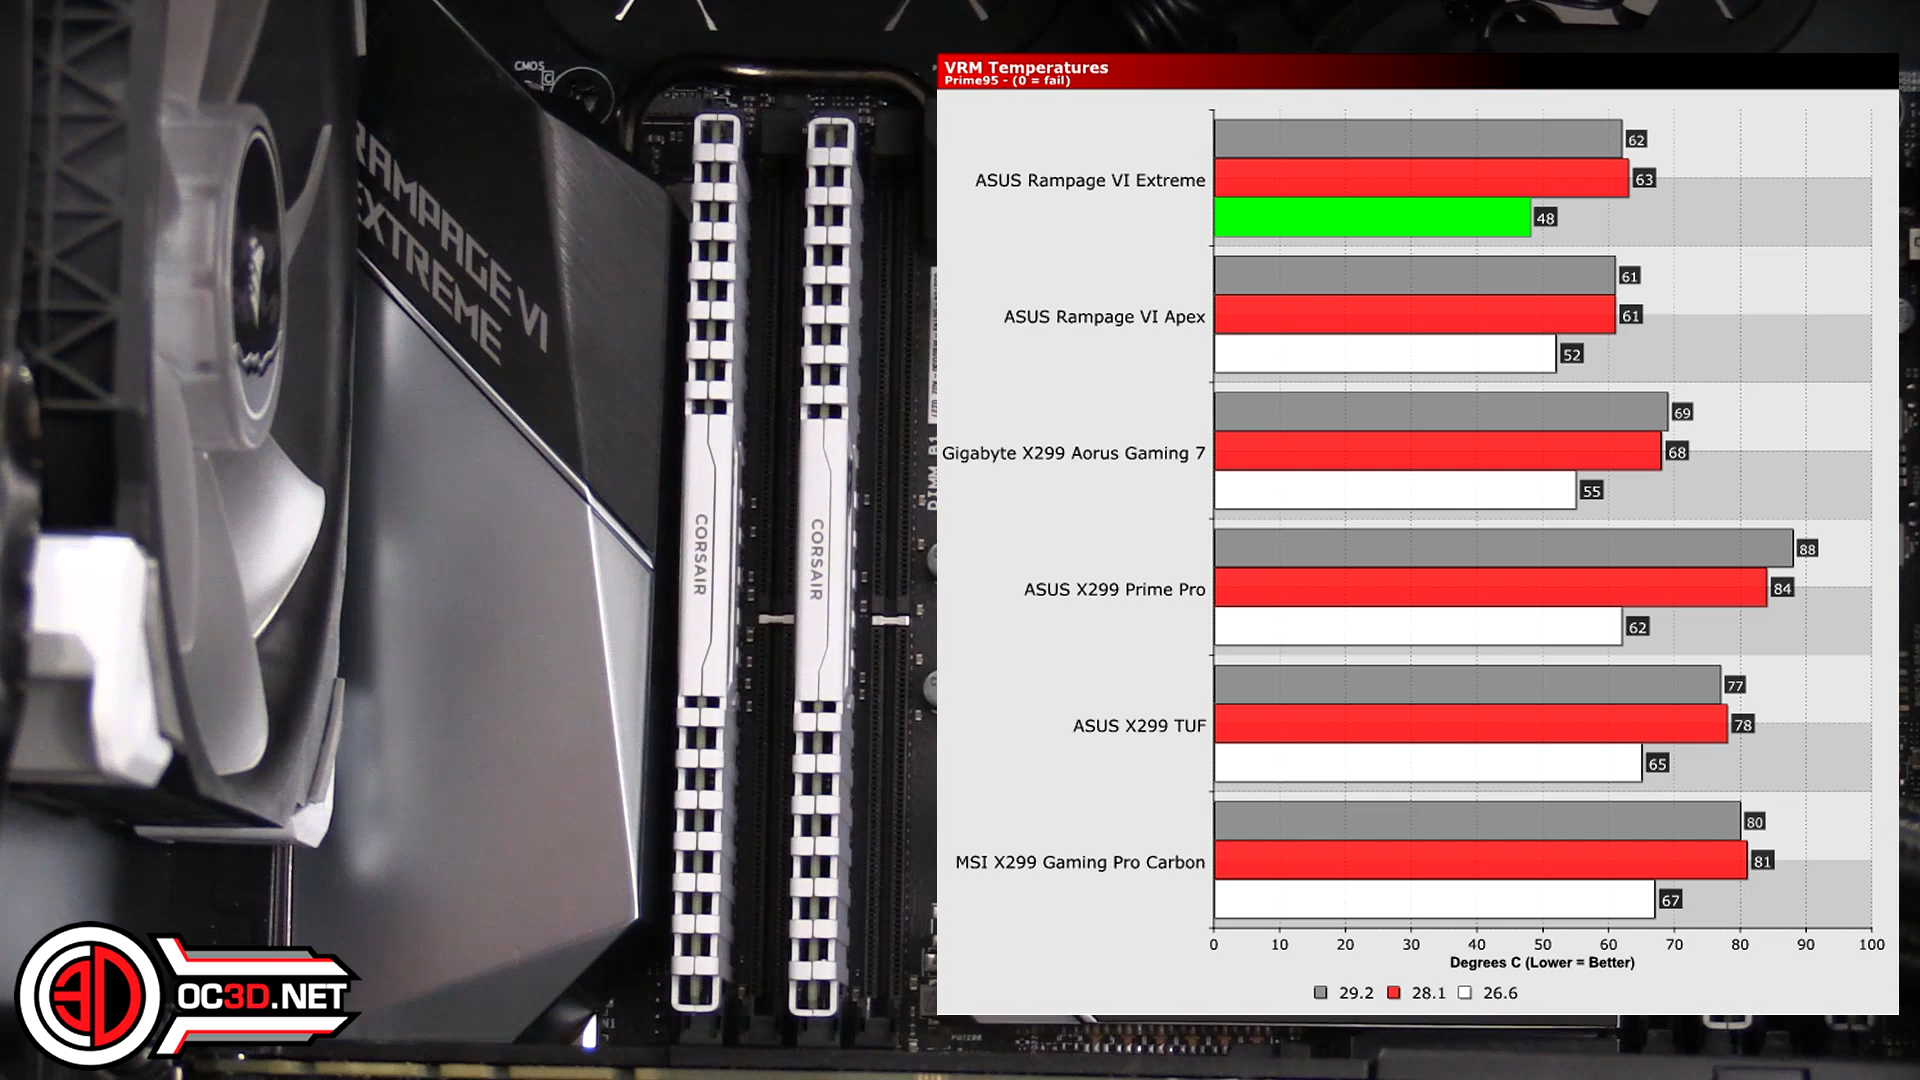 CMOS
RAMPAGE VI
EXTREME
CORSAIR
CORSAIR
DIMM_B1
OC3D.NET
VRM Temperatures
Prime95 - (0 = fail)
ASUS Rampage VI Extreme
62
63
48
ASUS Rampage VI Apex
61
61
52
Gigabyte X299 Aorus Gaming 7
69
68
55
ASUS X299 Prime Pro
88
84
62
ASUS X299 TUF
77
78
65
MSI X299 Gaming Pro Carbon
80
81
67
0 10 20 30 40 50 60 70 80 90 100
Degrees C (Lower = Better)
29.2 28.1 26.6